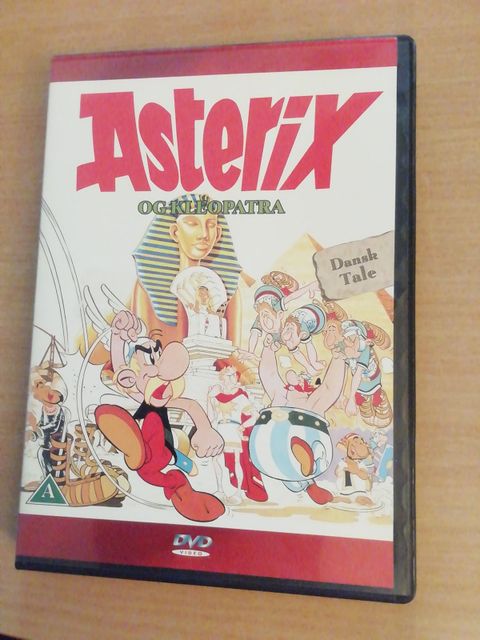 Asterix
OG KLEOPATRA
Dansk
Tale
A
DVD
VIDEO